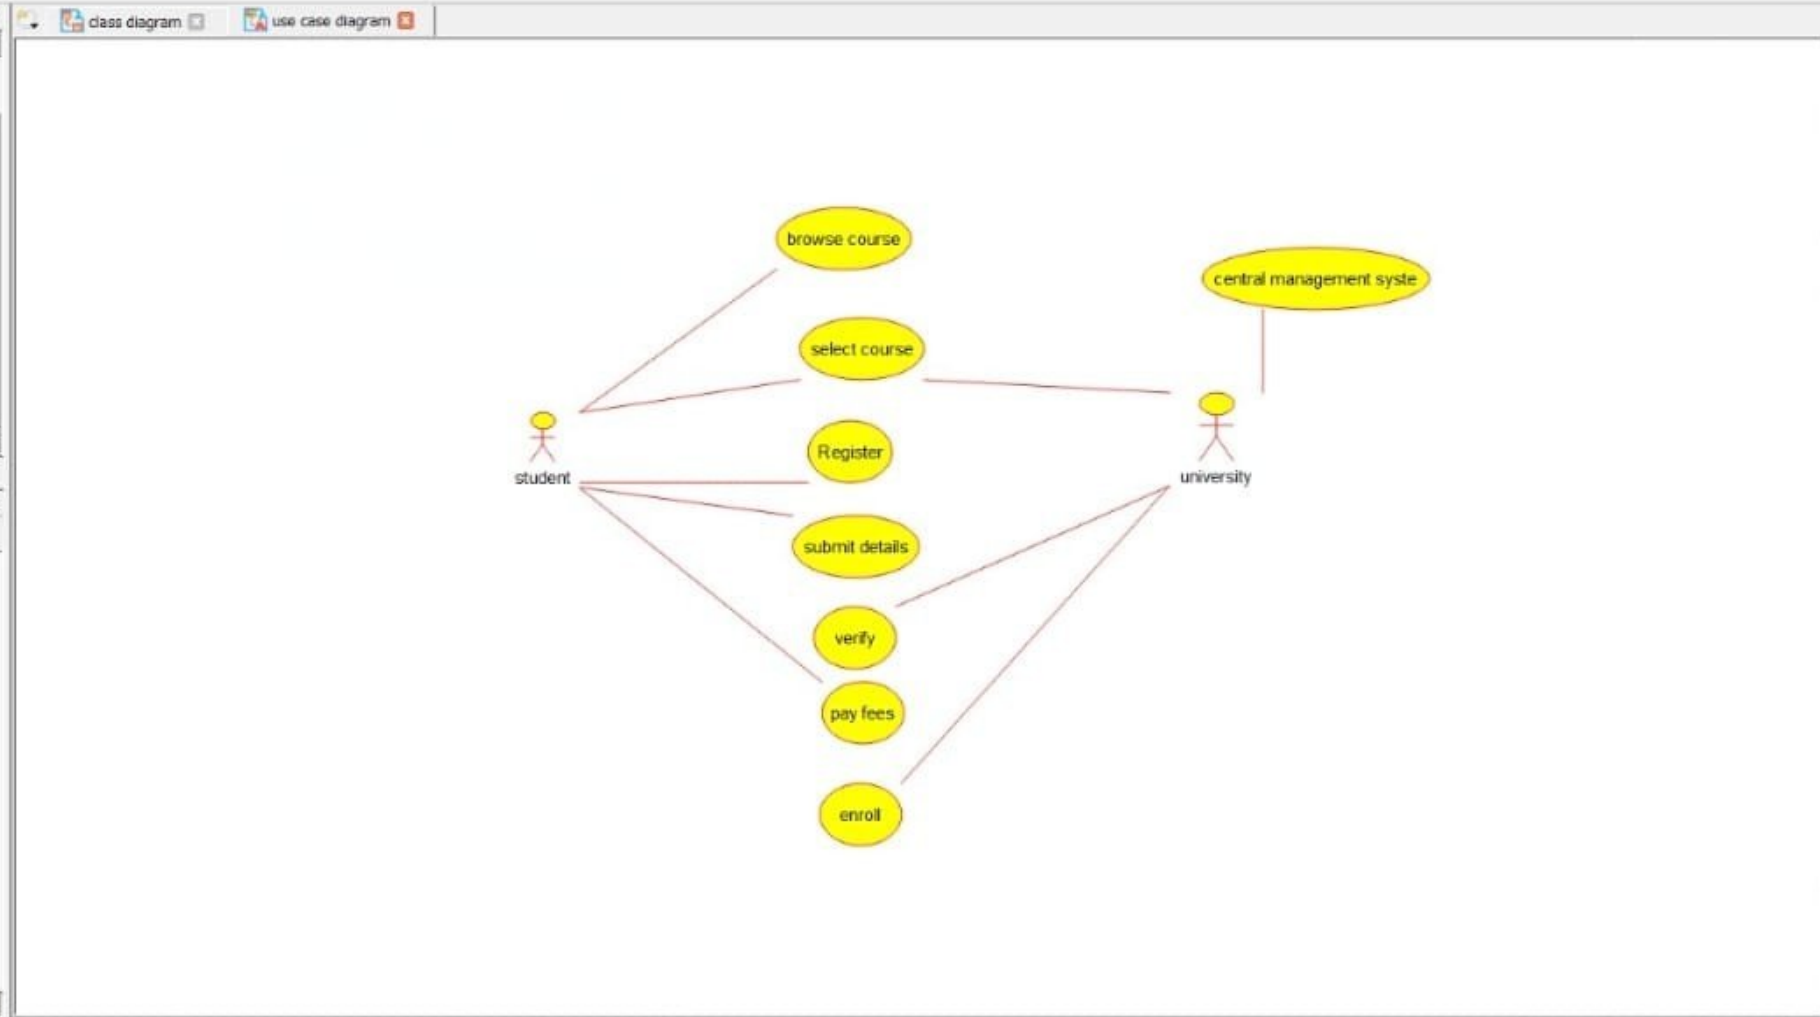 class diagram
use case diagram
browse course
central management syste
select course
Register
student
university
submit details
verify
pay fees
enroll